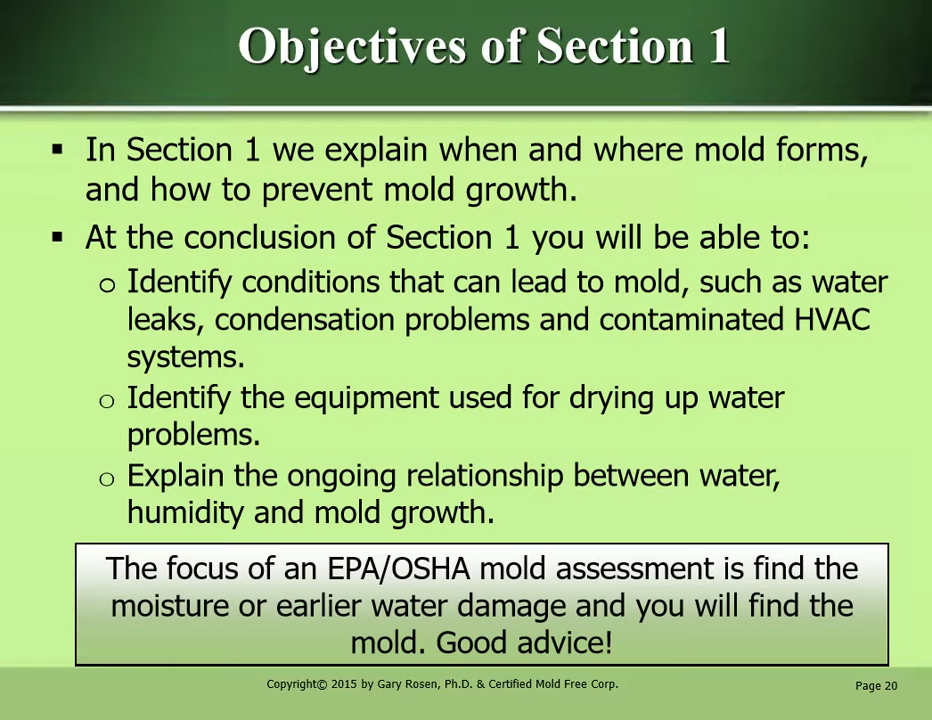 Objectives of Section 1
▪ In Section 1 we explain when and where mold forms,
and how to prevent mold growth.
▪ At the conclusion of Section 1 you will be able to:
o Identify conditions that can lead to mold, such as water
leaks, condensation problems and contaminated HVAC
systems.
o Identify the equipment used for drying up water
problems.
o Explain the ongoing relationship between water,
humidity and mold growth.
The focus of an EPA/OSHA mold assessment is find the
moisture or earlier water damage and you will find the
mold. Good advice!
Copyright© 2015 by Gary Rosen, Ph.D. & Certified Mold Free Corp.
Page 20